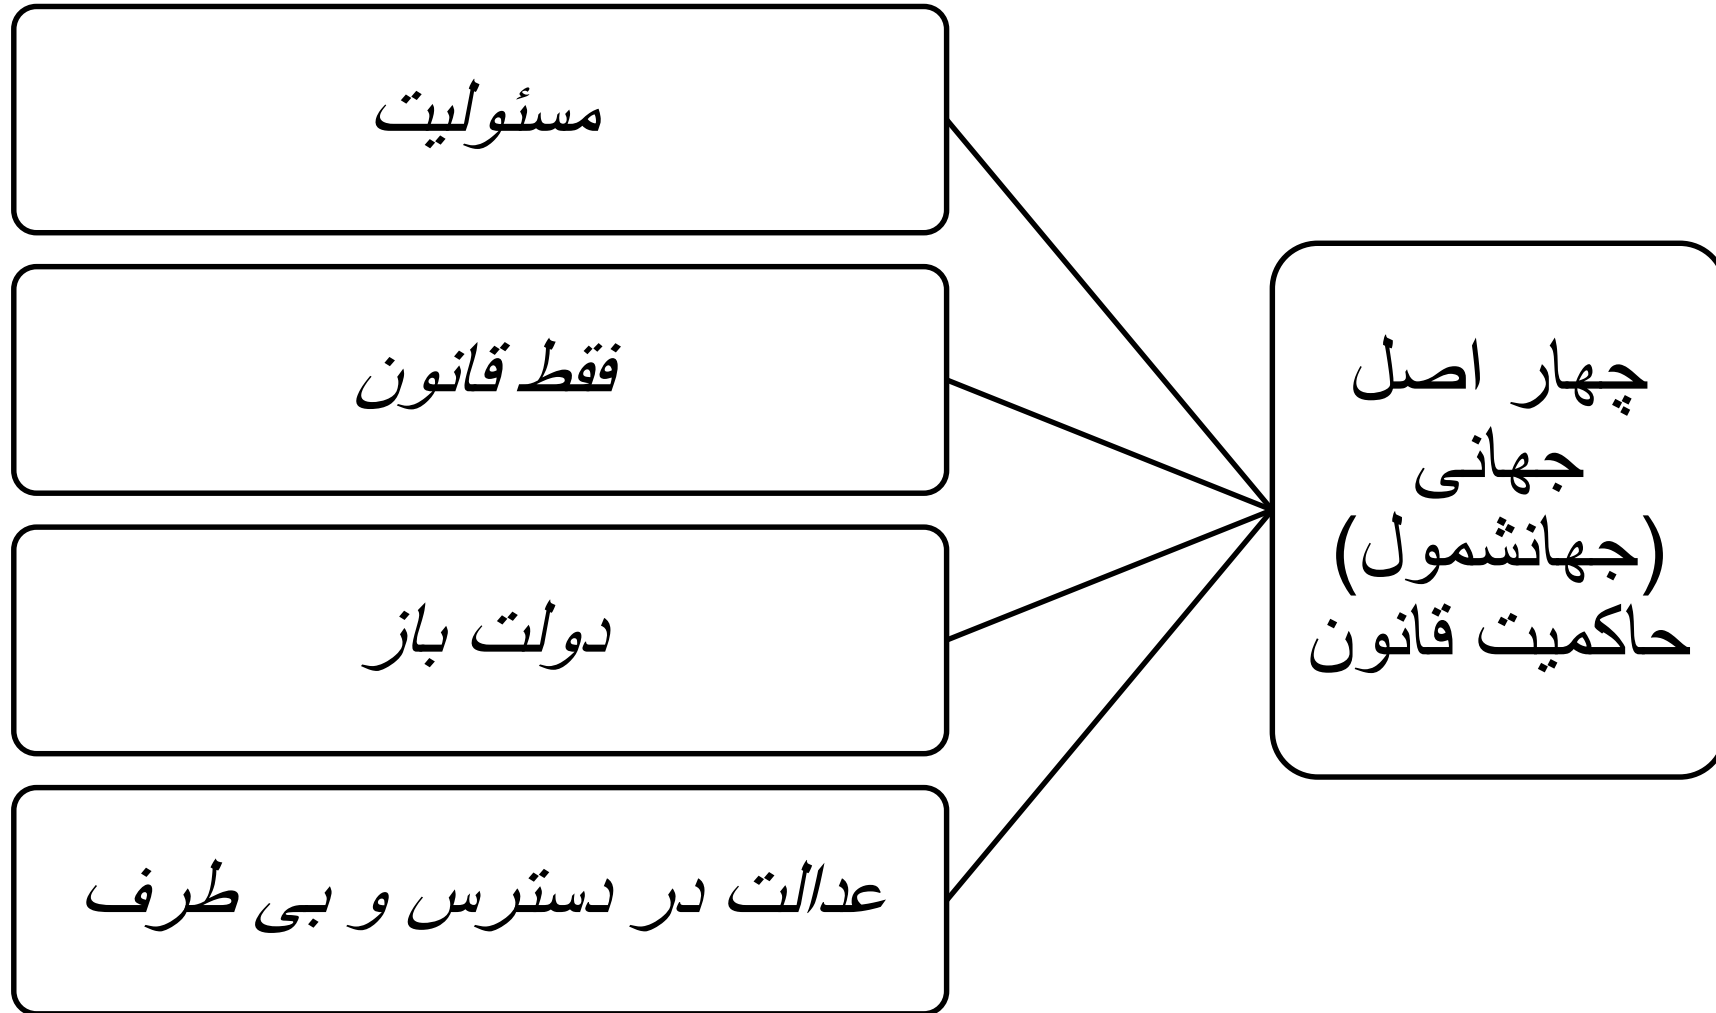 چهار اصل
جهانی
(جهانشمول)
حاکمیت قانون
مسئولیت
فقط قانون
دولت باز
عدالت در دسترس و بی طرف